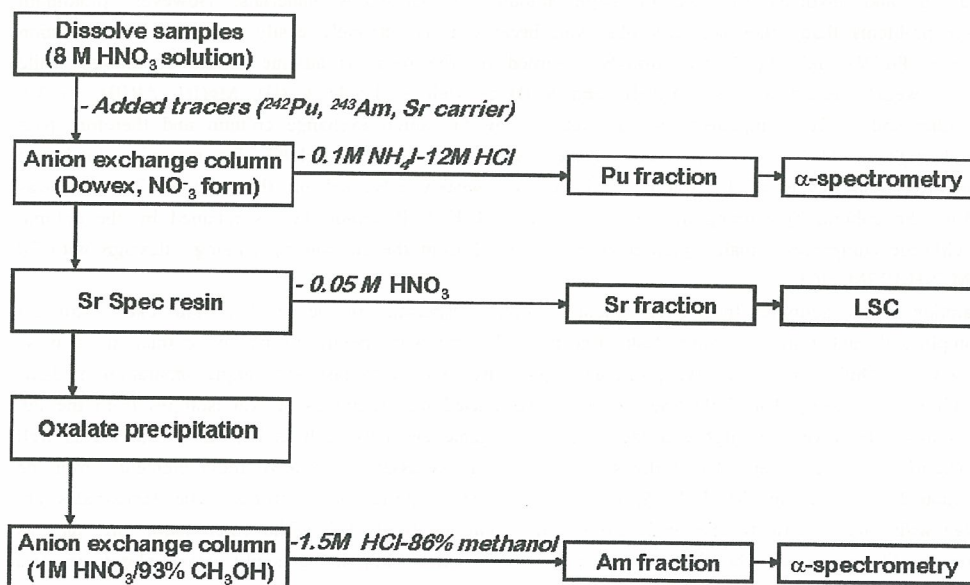 Dissolve samples
(8 M HNO₃ solution)
- Added tracers (²⁴²Pu, ²⁴³Am, Sr carrier)
Anion exchange column
(Dowex, NO⁻₃ form)
- 0.1M NH₄I-12M HCl
Pu fraction
α-spectrometry
Sr Spec resin
- 0.05 M HNO₃
Sr fraction
LSC
Oxalate precipitation
Anion exchange column
(1M HNO₃/93% CH₃OH)
-1.5M HCl-86% methanol
Am fraction
α-spectrometry